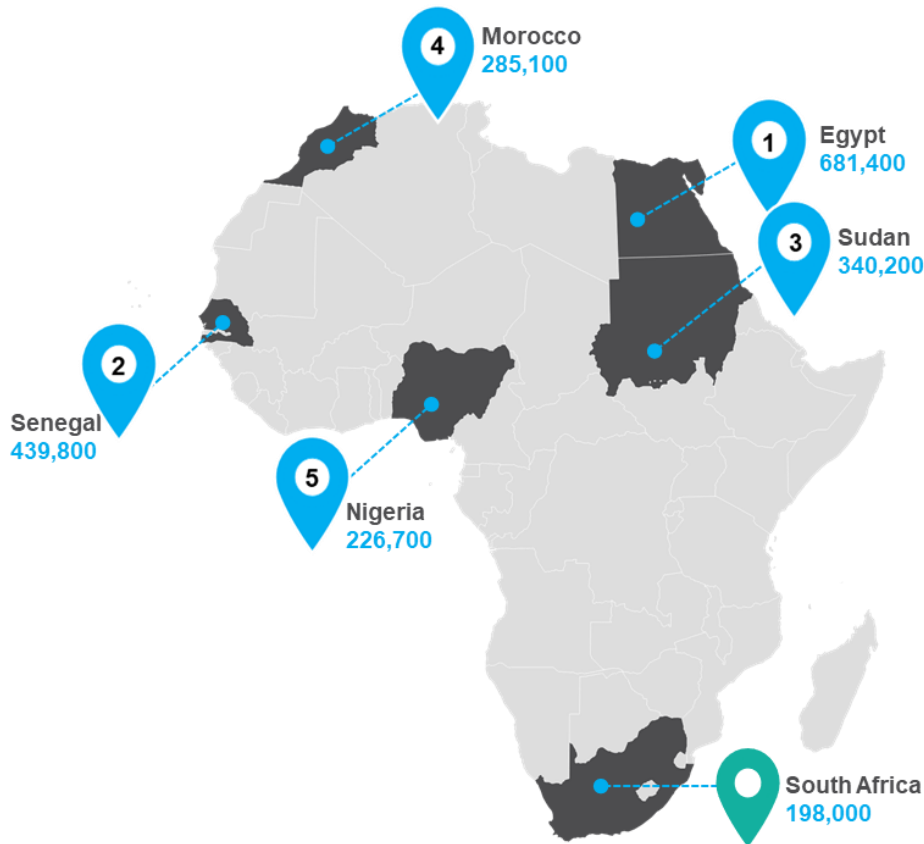 4
Morocco
285,100
1
Egypt
681,400
3
Sudan
340,200
2
Senegal
439,800
5
Nigeria
226,700
South Africa
198,000